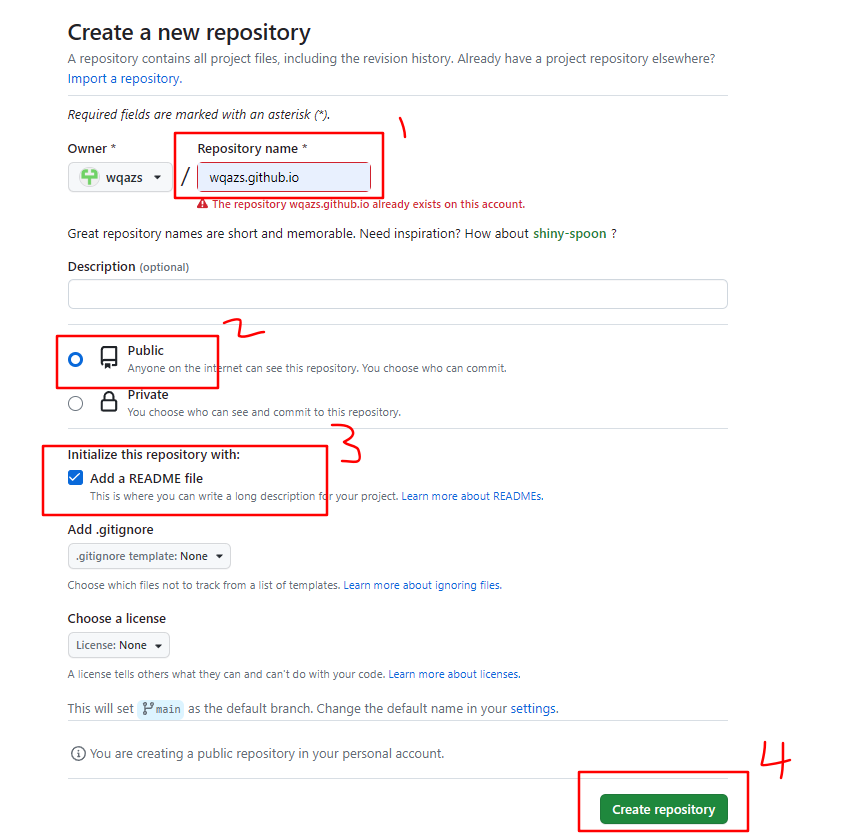 Create a new repository
A repository contains all project files, including the revision history. Already have a project repository elsewhere?
Import a repository.
Required fields are marked with an asterisk (*).
1
Owner *
Repository name *
wqazs
/
wqazs.github.io
The repository wqazs.github.io already exists on this account.
Great repository names are short and memorable. Need inspiration? How about shiny-spoon ?
Description (optional)
2
Public
Anyone on the internet can see this repository. You choose who can commit.
Private
You choose who can see and commit to this repository.
3
Initialize this repository with:
Add a README file
This is where you can write a long description for your project. Learn more about READMEs.
Add .gitignore
.gitignore template: None
Choose which files not to track from a list of templates. Learn more about ignoring files.
Choose a license
License: None
A license tells others what they can and can't do with your code. Learn more about licenses.
This will set main as the default branch. Change the default name in your settings.
You are creating a public repository in your personal account.
4
Create repository